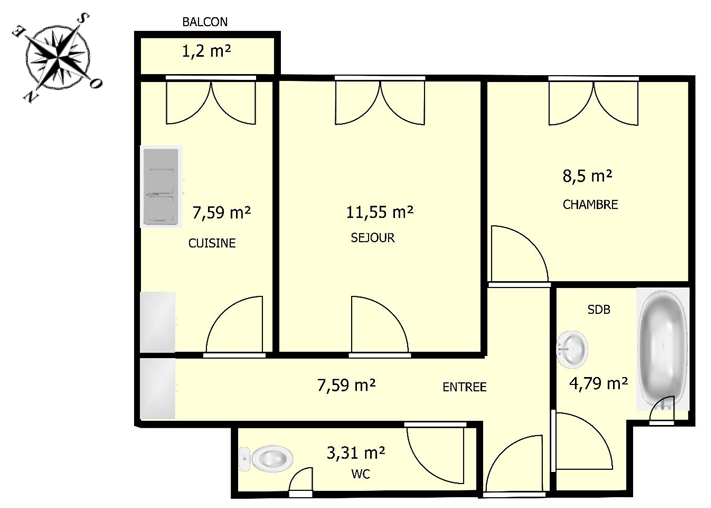 BALCON
1,2 m²
S
E
O
N
7,59 m²
CUISINE
11,55 m²
SEJOUR
8,5 m²
CHAMBRE
SDB
4,79 m²
7,59 m²
ENTREE
3,31 m²
WC